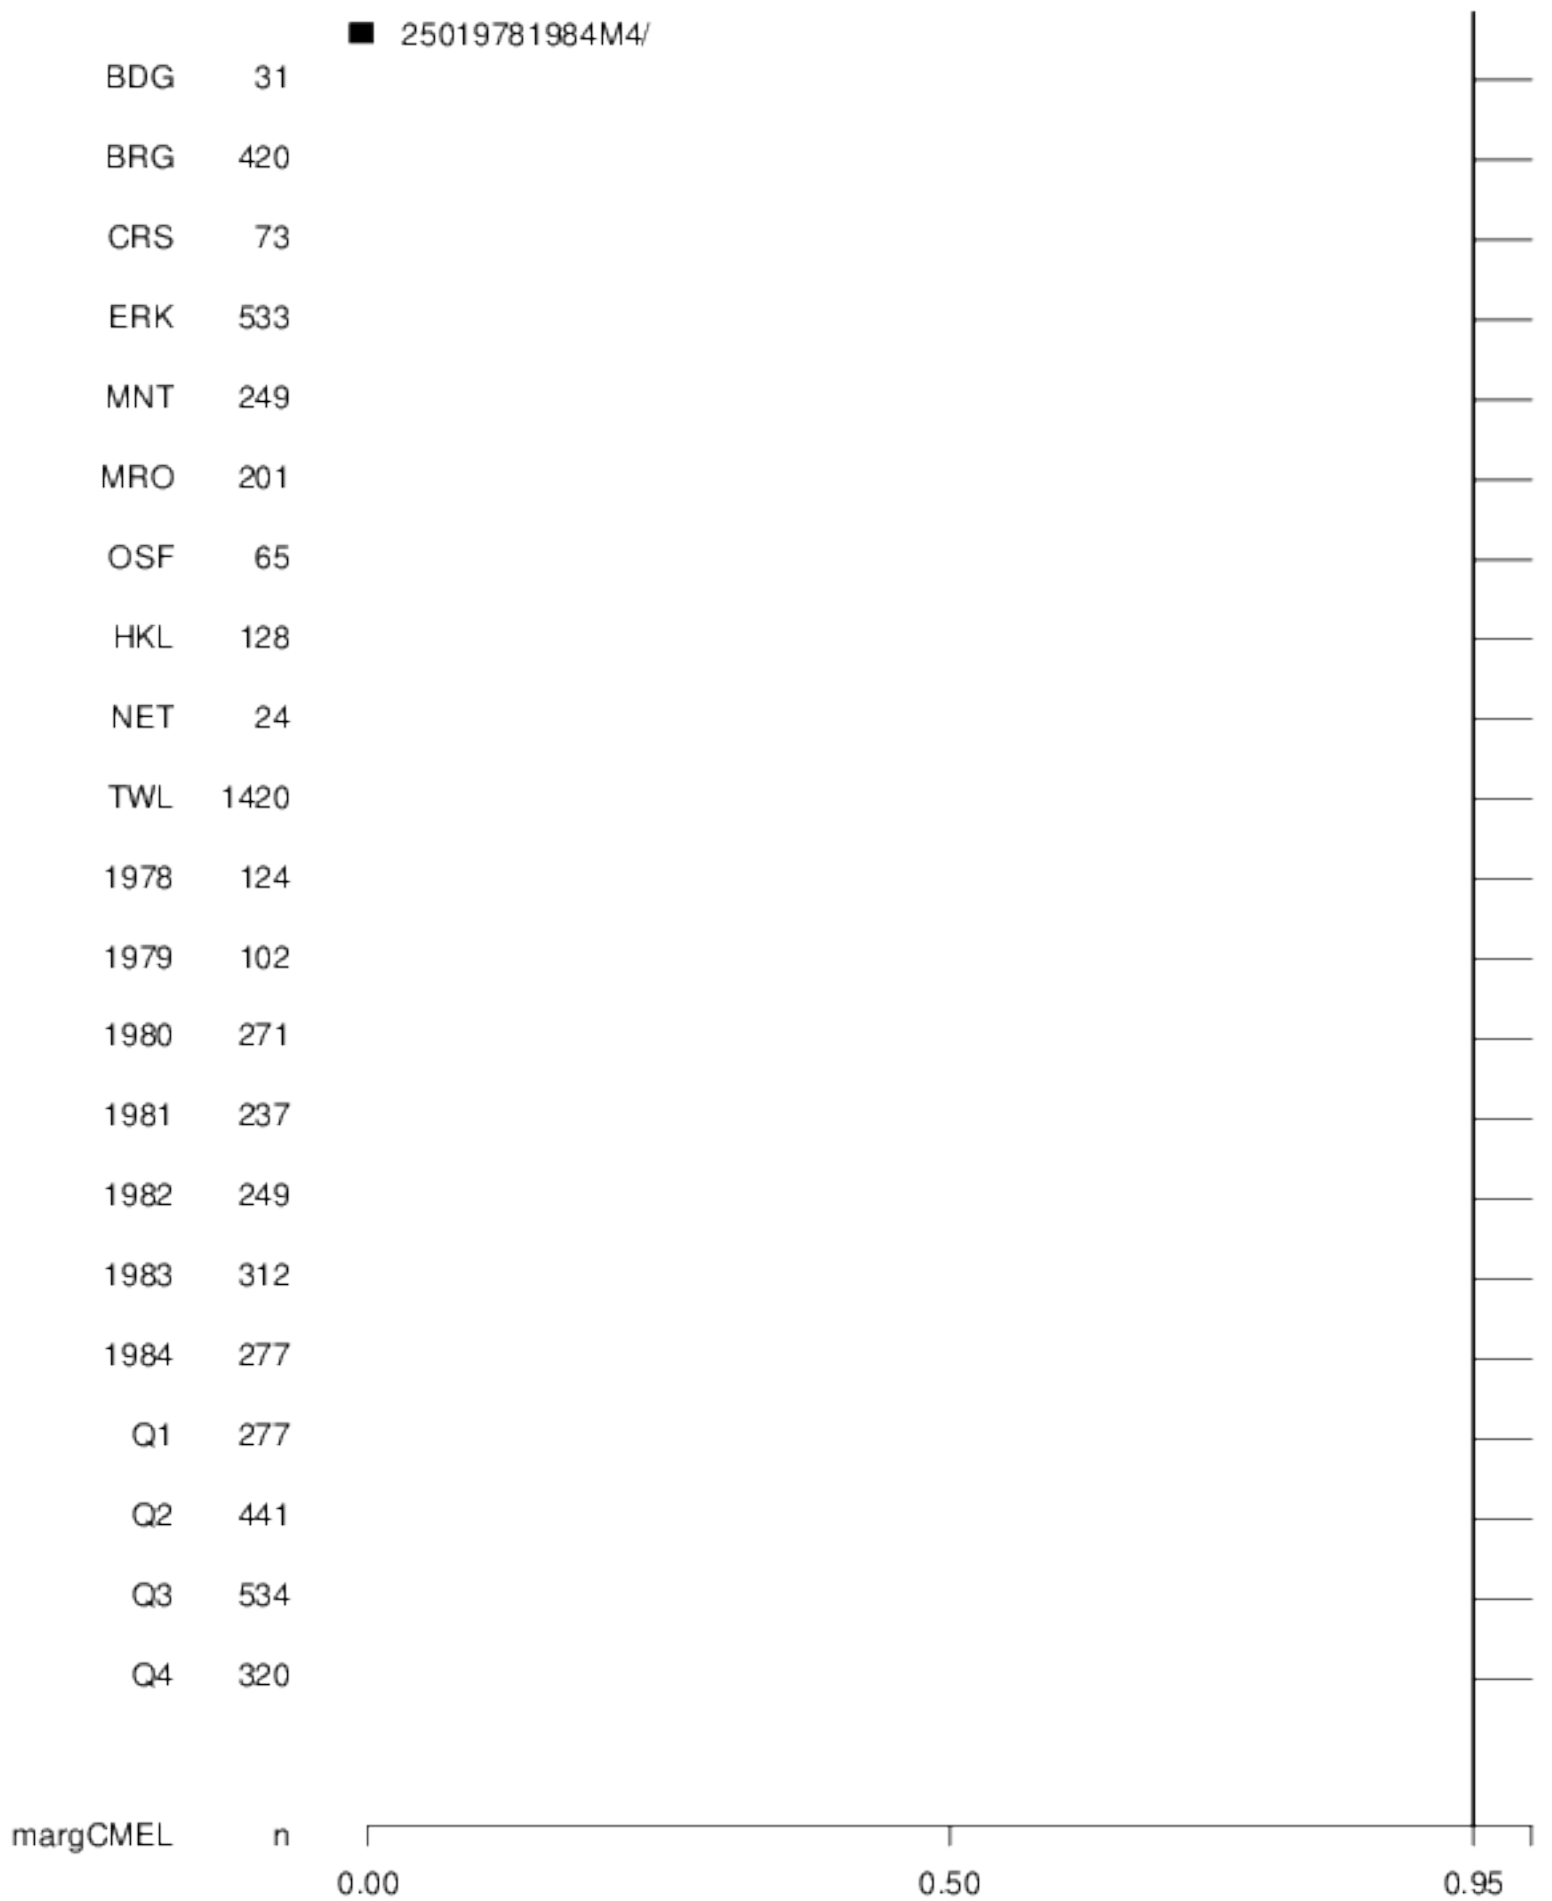 25019781984M4/
BDG 31
BRG 420
CRS 73
ERK 533
MNT 249
MRO 201
OSF 65
HKL 128
NET 24
TWL 1420
1978 124
1979 102
1980 271
1981 237
1982 249
1983 312
1984 277
Q1 277
Q2 441
Q3 534
Q4 320
margCMEL n
0.00 0.50 0.95